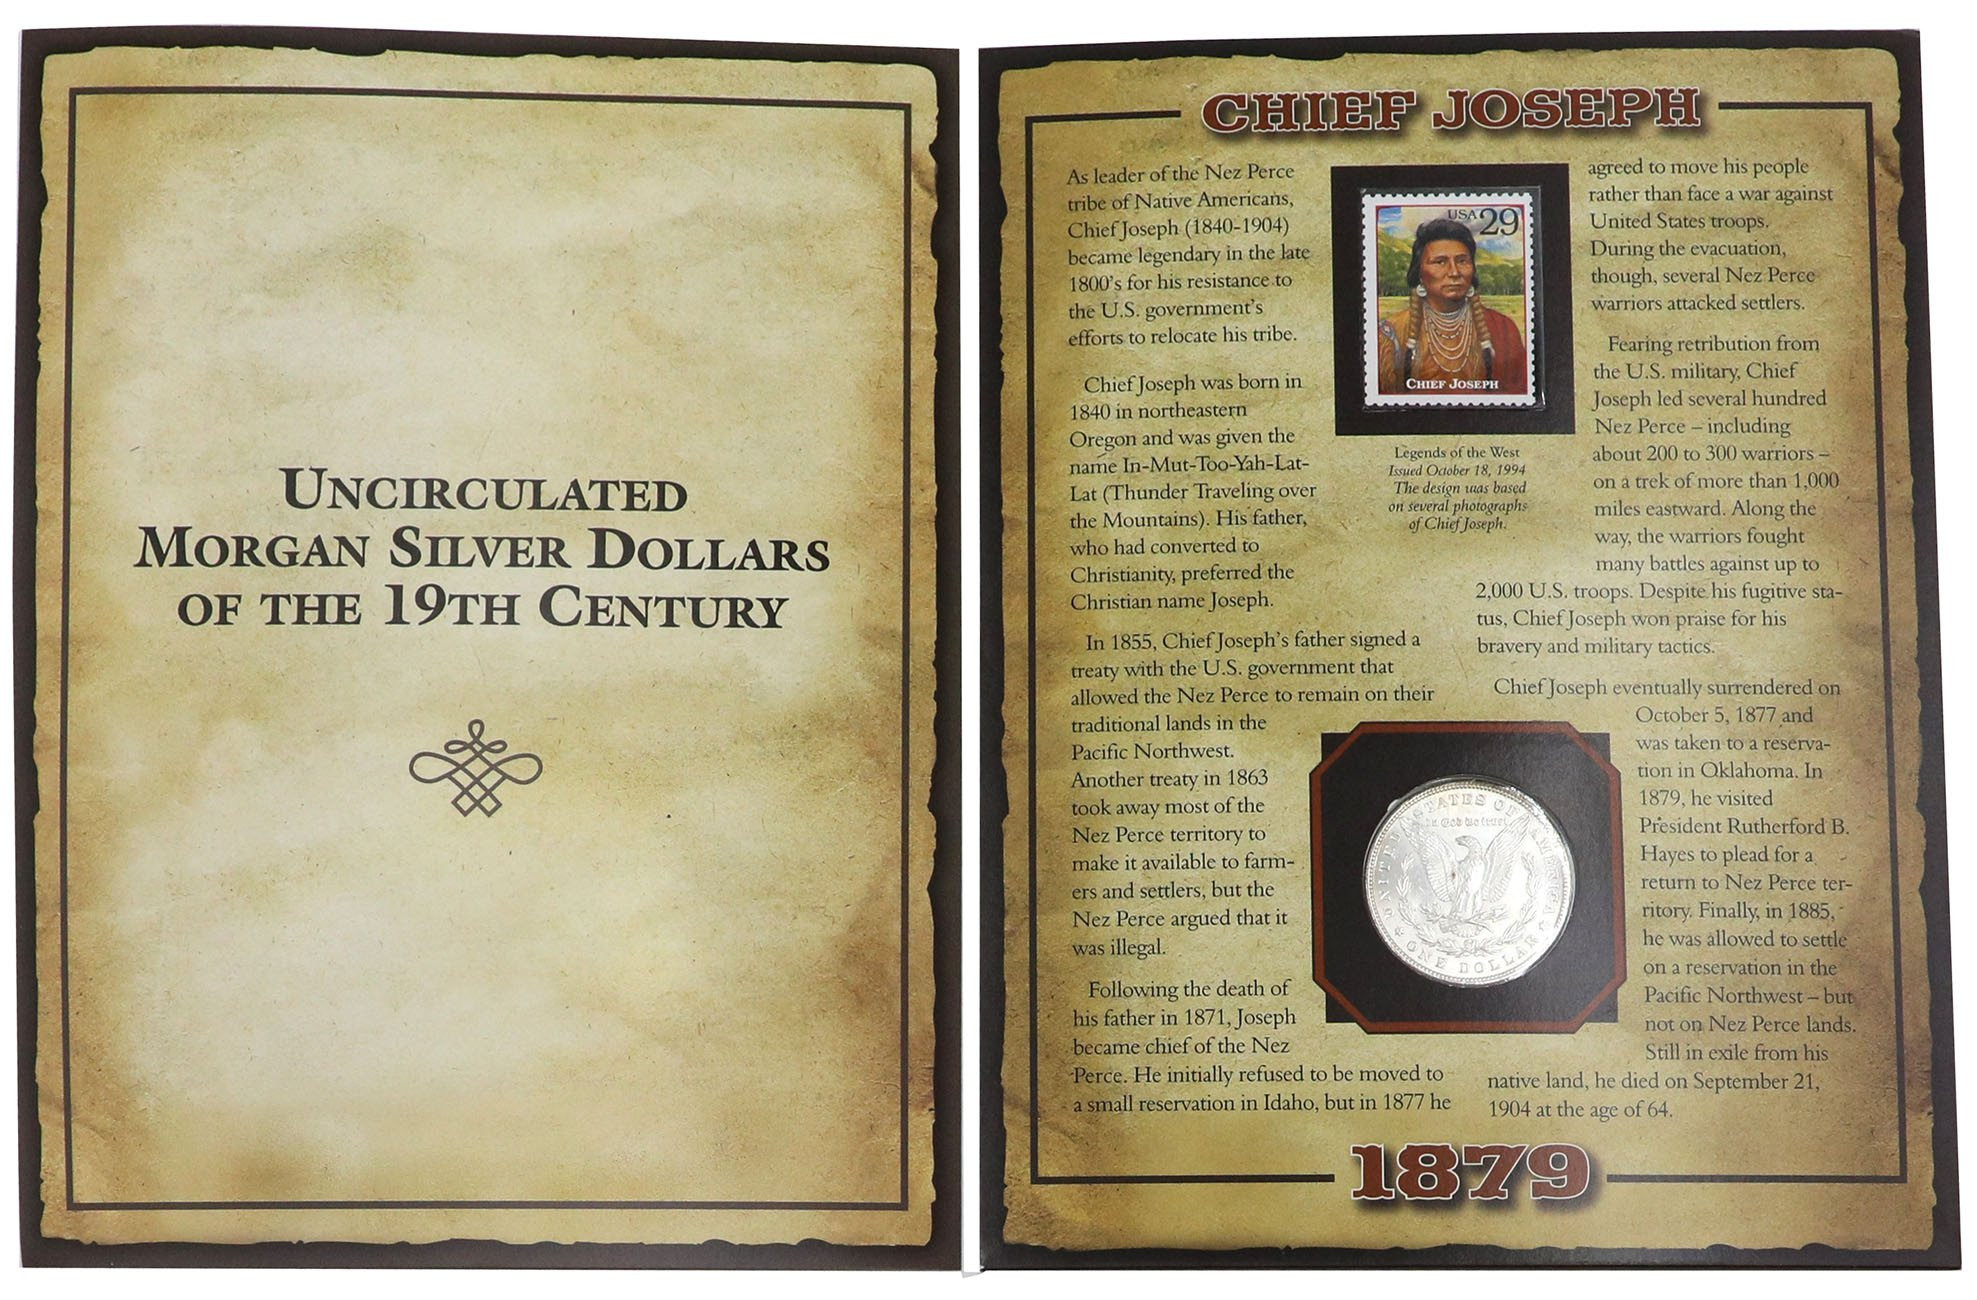 UNCIRCULATED
MORGAN SILVER DOLLARS
OF THE 19TH CENTURY
CHIEF JOSEPH
As leader of the Nez Perce
tribe of Native Americans,
Chief Joseph (1840-1904)
became legendary in the late
1800's for his resistance to
the U.S. government's
efforts to relocate his tribe.
Chief Joseph was born in
1840 in northeastern
Oregon and was given the
name In-Mut-Too-Yah-Lat-
Lat (Thunder Traveling over
the Mountains). His father,
who had converted to
Christianity, preferred the
Christian name Joseph.
In 1855, Chief Joseph's father signed a
treaty with the U.S. government that
allowed the Nez Perce to remain on their
traditional lands in the
Pacific Northwest.
Another treaty in 1863
took away most of the
Nez Perce territory to
make it available to farm-
ers and settlers, but the
Nez Perce argued that it
was illegal.
Following the death of
his father in 1871, Joseph
became chief of the Nez
Perce. He initially refused to be moved to
a small reservation in Idaho, but in 1877 he
USA 29
CHIEF JOSEPH
Legends of the West
Issued October 18, 1994
The design was based
on several photographs
of Chief Joseph.
agreed to move his people
rather than face a war against
United States troops.
During the evacuation,
though, several Nez Perce
warriors attacked settlers.
Fearing retribution from
the U.S. military, Chief
Joseph led several hundred
Nez Perce – including
about 200 to 300 warriors –
on a trek of more than 1,000
miles eastward. Along the
way, the warriors fought
many battles against up to
2,000 U.S. troops. Despite his fugitive sta-
tus, Chief Joseph won praise for his
bravery and military tactics.
Chief Joseph eventually surrendered on
October 5, 1877 and
was taken to a reserva-
tion in Oklahoma. In
1879, he visited
President Rutherford B.
Hayes to plead for a
return to Nez Perce ter-
ritory. Finally, in 1885,
he was allowed to settle
on a reservation in the
Pacific Northwest – but
not on Nez Perce lands.
Still in exile from his
native land, he died on September 21,
1904 at the age of 64.
UNITED STATES OF AMERICA
In God We Trust
ONE DOLLAR
1879